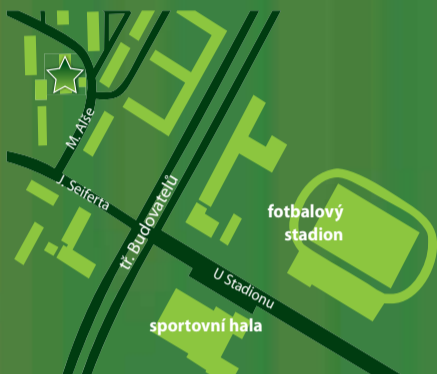 M. Alše
J. Seiferta
tř. Budovatelů
fotbalový
stadion
U Stadionu
sportovní hala